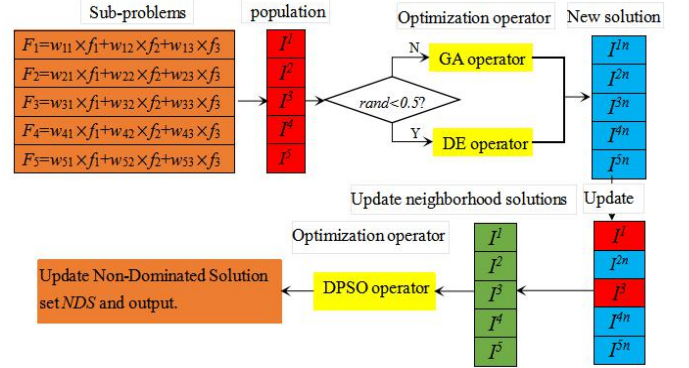 Sub-problems
population
Optimization operator
New solution
F₁=w₁₁×f₁+w₁₂×f₂+w₁₃×f₃
F₂=w₂₁×f₁+w₂₂×f₂+w₂₃×f₃
F₃=w₃₁×f₁+w₃₂×f₂+w₃₃×f₃
F₄=w₄₁×f₁+w₄₂×f₂+w₄₃×f₃
F₅=w₅₁×f₁+w₅₂×f₂+w₅₃×f₃
I¹
I²
I³
I⁴
I⁵
rand<0.5?
N
GA operator
Y
DE operator
I¹ⁿ
I²ⁿ
I³ⁿ
I⁴ⁿ
I⁵ⁿ
Update neighborhood solutions
Update
I¹
I²ⁿ
I³
I⁴ⁿ
I⁵ⁿ
I¹
I²
I³
I⁴
I⁵
Optimization operator
DPSO operator
Update Non-Dominated Solution
set NDS and output.